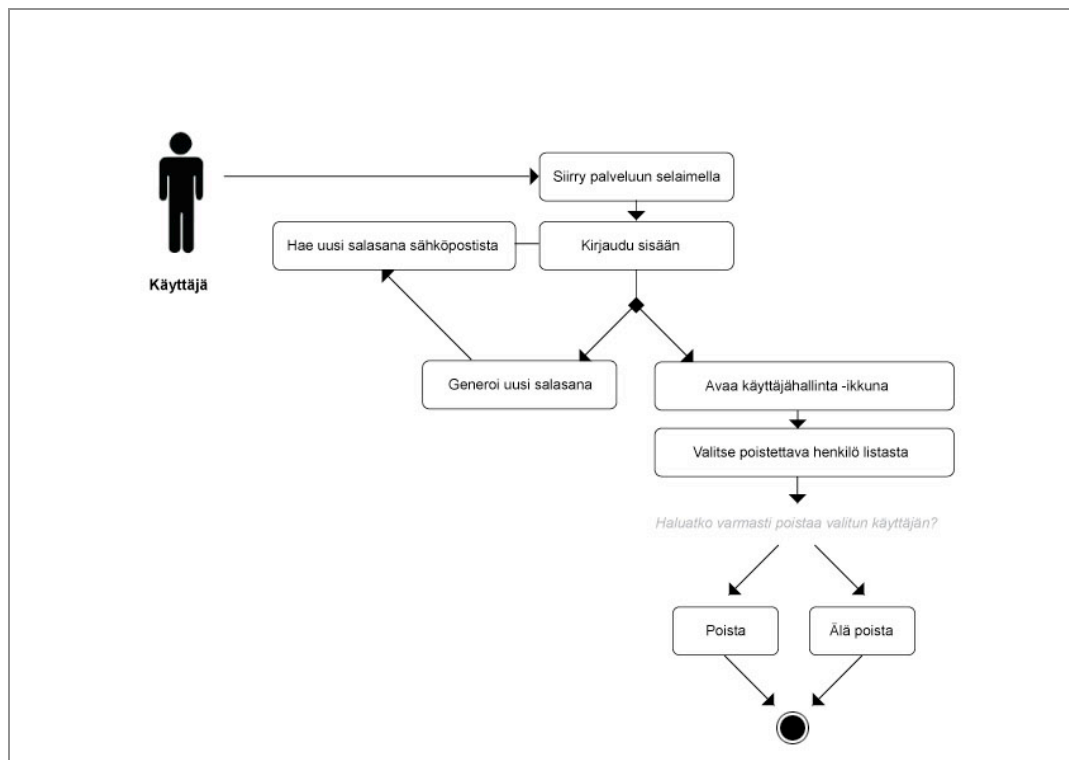 Siirry palveluun selaimella
Hae uusi salasana sähköpostista
Kirjaudu sisään
Käyttäjä
Generoi uusi salasana
Avaa käyttäjähallinta -ikkuna
Valitse poistettava henkilö listasta
Haluatko varmasti poistaa valitun käyttäjän?
Poista
Älä poista